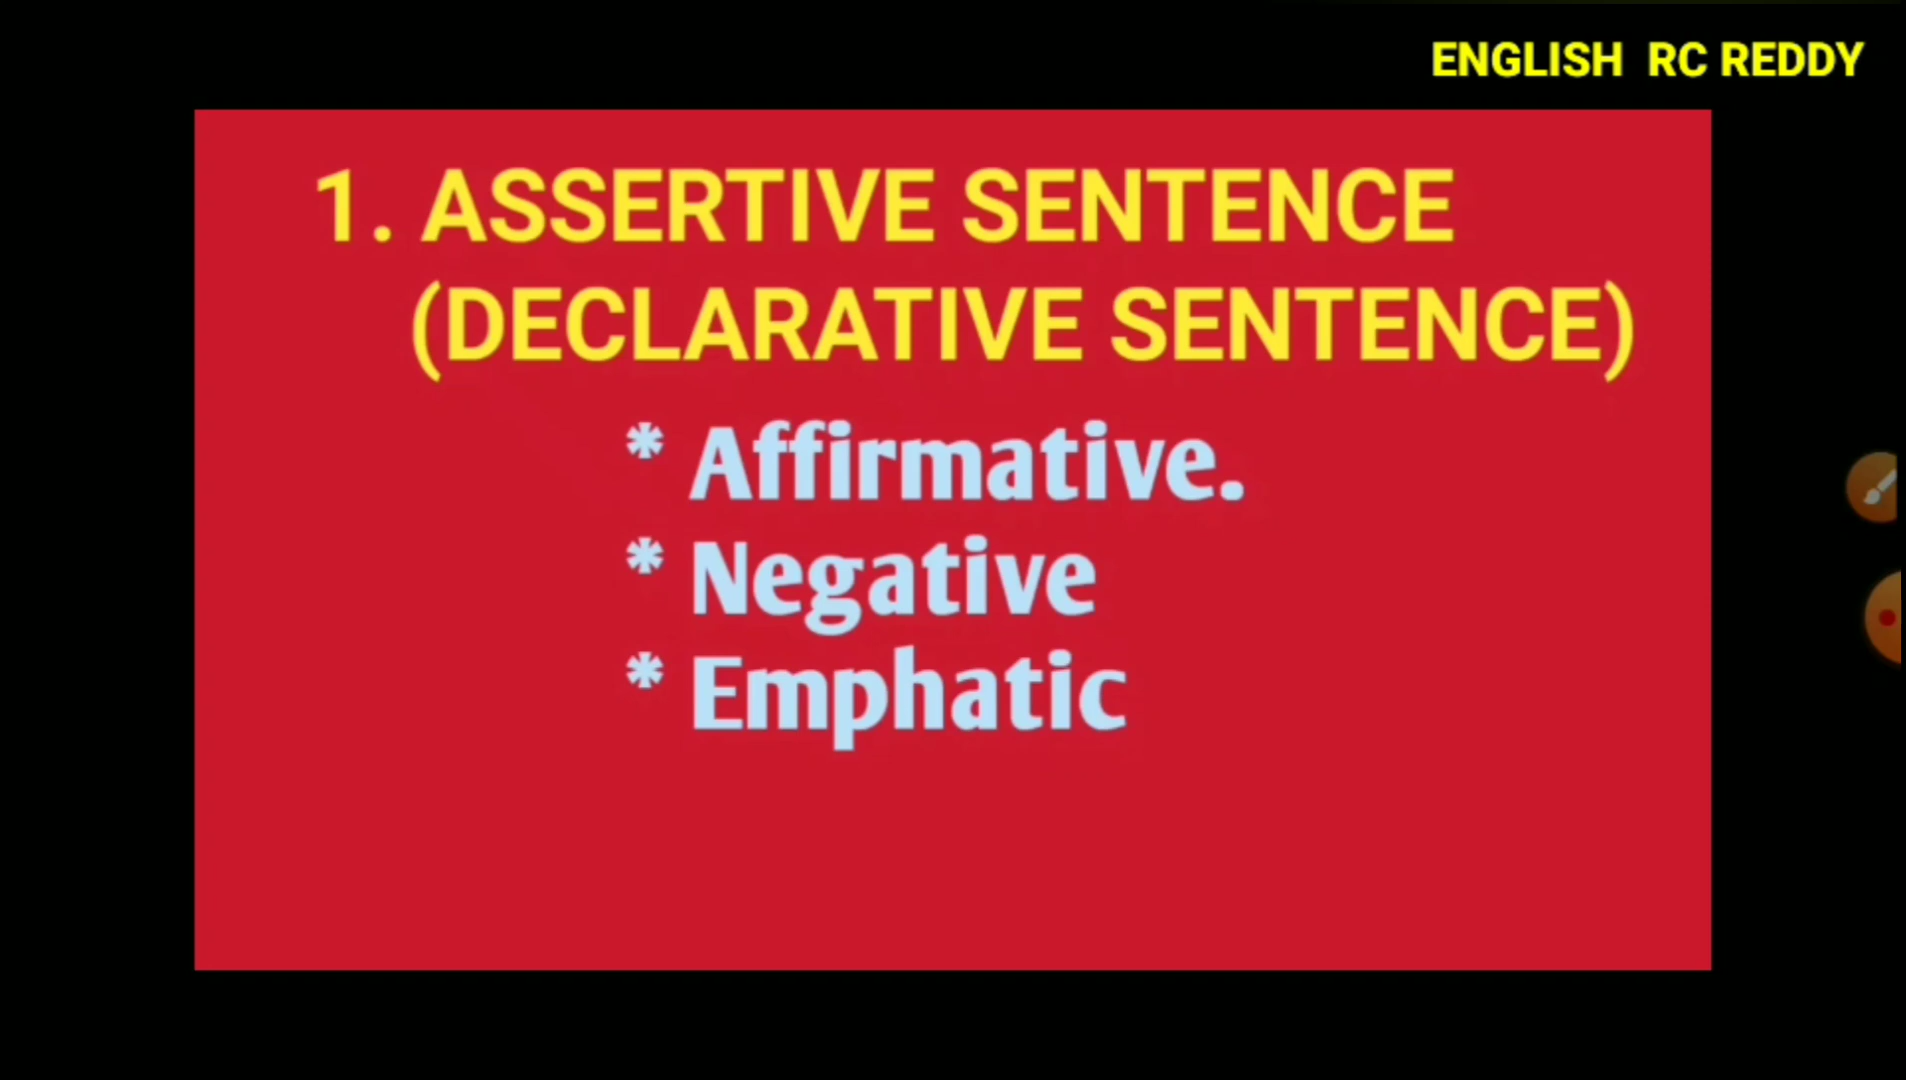 ENGLISH RC REDDY
1. ASSERTIVE SENTENCE
(DECLARATIVE SENTENCE)
* Affirmative.
* Negative
* Emphatic